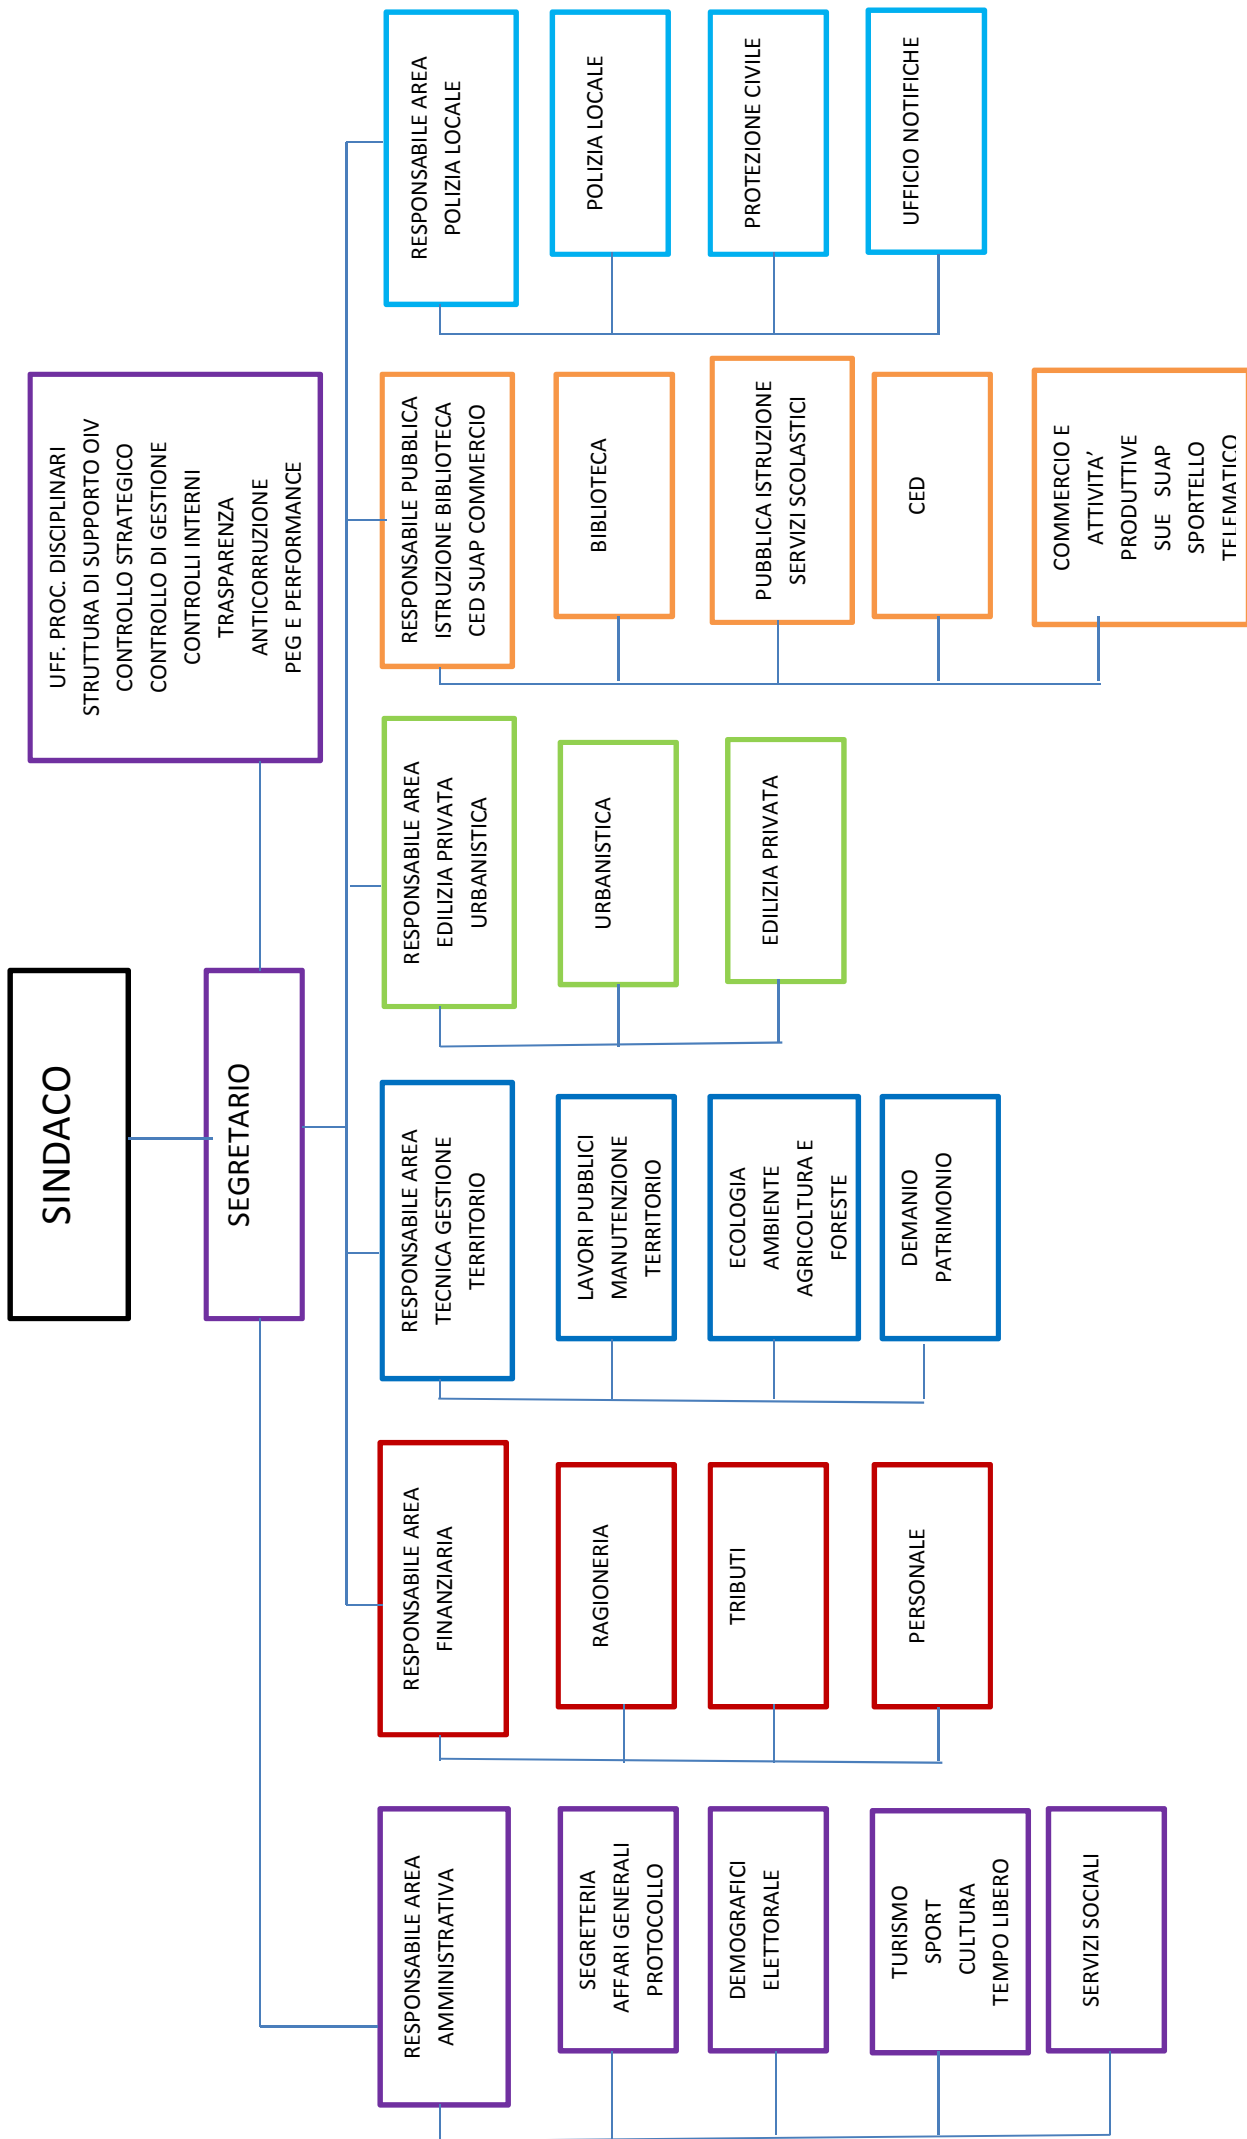 SINDACO
SEGRETARIO
UFF. PROC. DISCIPLINARI
STRUTTURA DI SUPPORTO OIV
CONTROLLO STRATEGICO
CONTROLLO DI GESTIONE
CONTROLLI INTERNI
TRASPARENZA
ANTICORRUZIONE
PEG E PERFORMANCE
RESPONSABILE AREA
AMMINISTRATIVA
SEGRETERIA
AFFARI GENERALI
PROTOCOLLO
DEMOGRAFICI
ELETTORALE
TURISMO
SPORT
CULTURA
TEMPO LIBERO
SERVIZI SOCIALI
RESPONSABILE AREA
FINANZIARIA
RAGIONERIA
TRIBUTI
PERSONALE
RESPONSABILE AREA
TECNICA GESTIONE
TERRITORIO
LAVORI PUBBLICI
MANUTENZIONE
TERRITORIO
ECOLOGIA
AMBIENTE
AGRICOLTURA E
FORESTE
DEMANIO
PATRIMONIO
RESPONSABILE AREA
EDILIZIA PRIVATA
URBANISTICA
URBANISTICA
EDILIZIA PRIVATA
RESPONSABILE PUBBLICA
ISTRUZIONE BIBLIOTECA
CED SUAP COMMERCIO
BIBLIOTECA
PUBBLICA ISTRUZIONE
SERVIZI SCOLASTICI
CED
COMMERCIO E
ATTIVITA’
PRODUTTIVE
SUE SUAP
SPORTELLO
TELEMATICO
RESPONSABILE AREA
POLIZIA LOCALE
POLIZIA LOCALE
PROTEZIONE CIVILE
UFFICIO NOTIFICHE